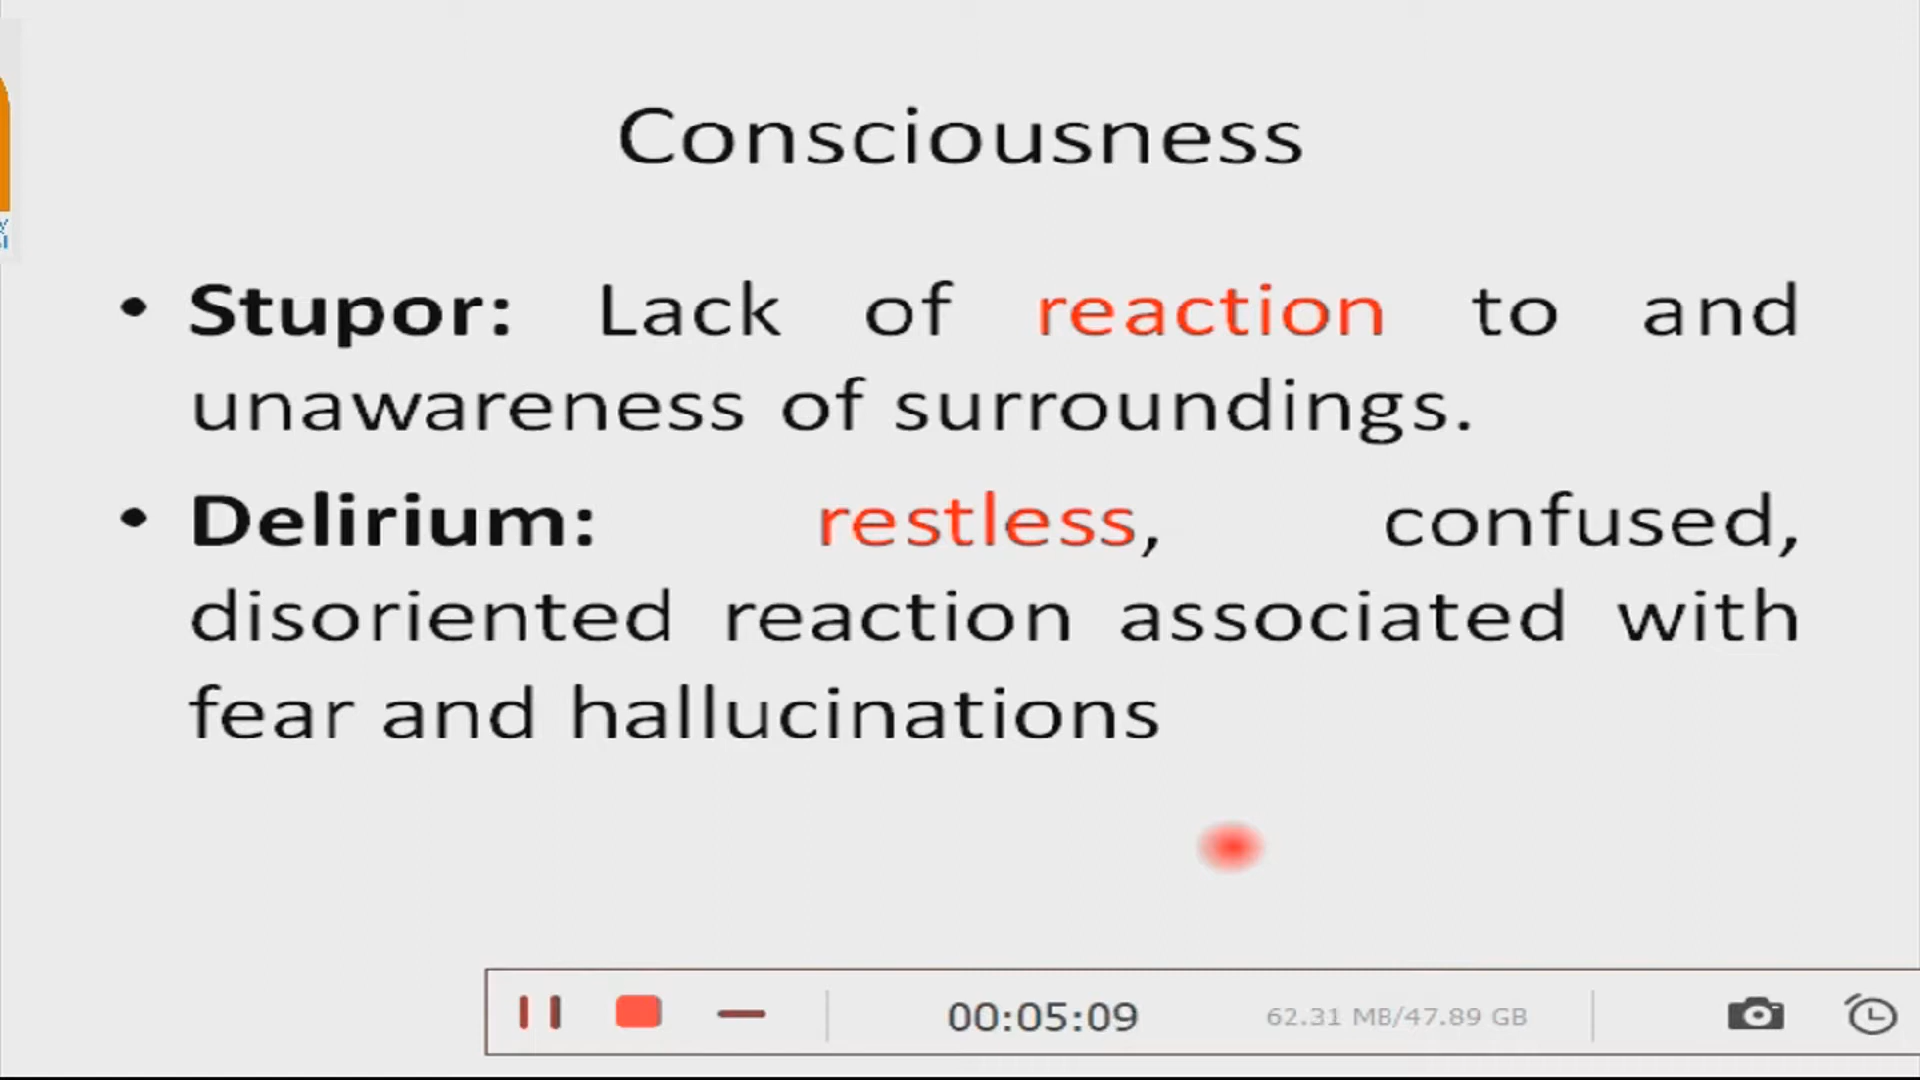 Consciousness
• Stupor: Lack of reaction to and
unawareness of surroundings.
• Delirium: restless, confused,
disoriented reaction associated with
fear and hallucinations
00:05:09 62.31 MB/47.89 GB